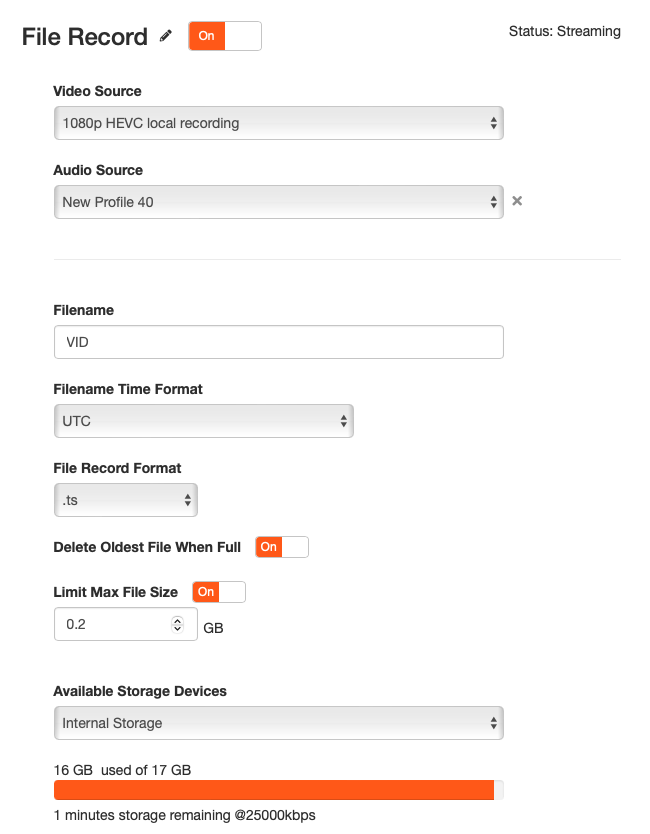 File Record On Status: Streaming
Video Source
1080p HEVC local recording
Audio Source
New Profile 40
Filename
VID
Filename Time Format
UTC
File Record Format
.ts
Delete Oldest File When Full On
Limit Max File Size On
0.2 GB
Available Storage Devices
Internal Storage
16 GB used of 17 GB
1 minutes storage remaining @25000kbps